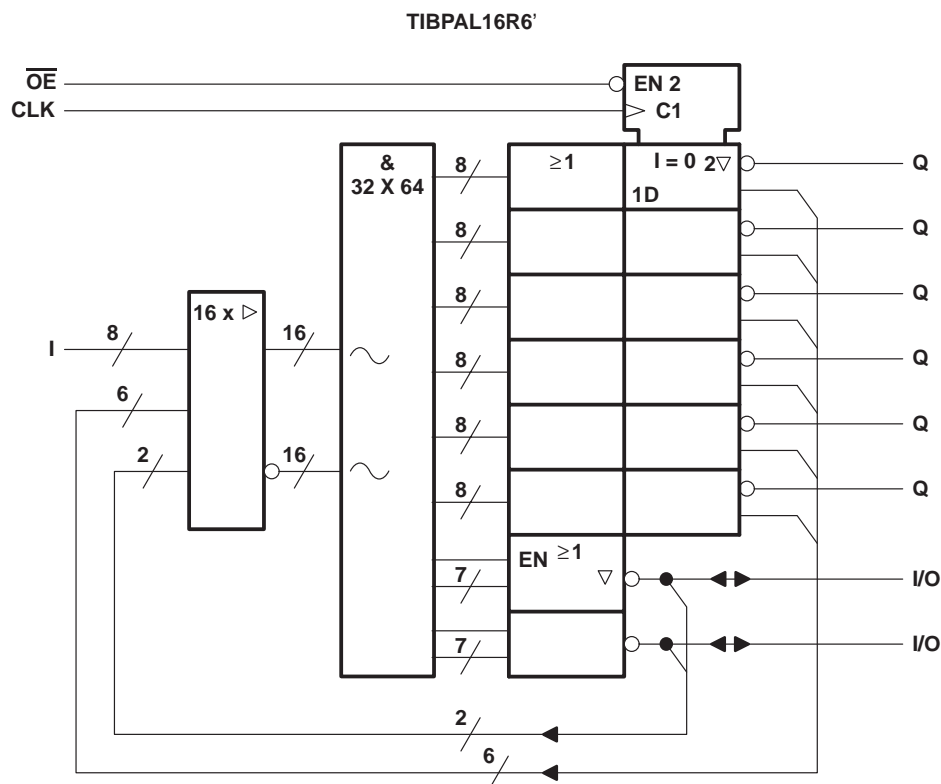 TIBPAL16R6’
OE
CLK
EN 2
C1
&
32 X 64
8
≥1
I = 0 2▽
1D
Q
8
Q
8
Q
16 x ▷
I
8
16
8
Q
6
8
Q
2
16
8
Q
EN ≥1
▽
7
I/O
7
I/O
2
6